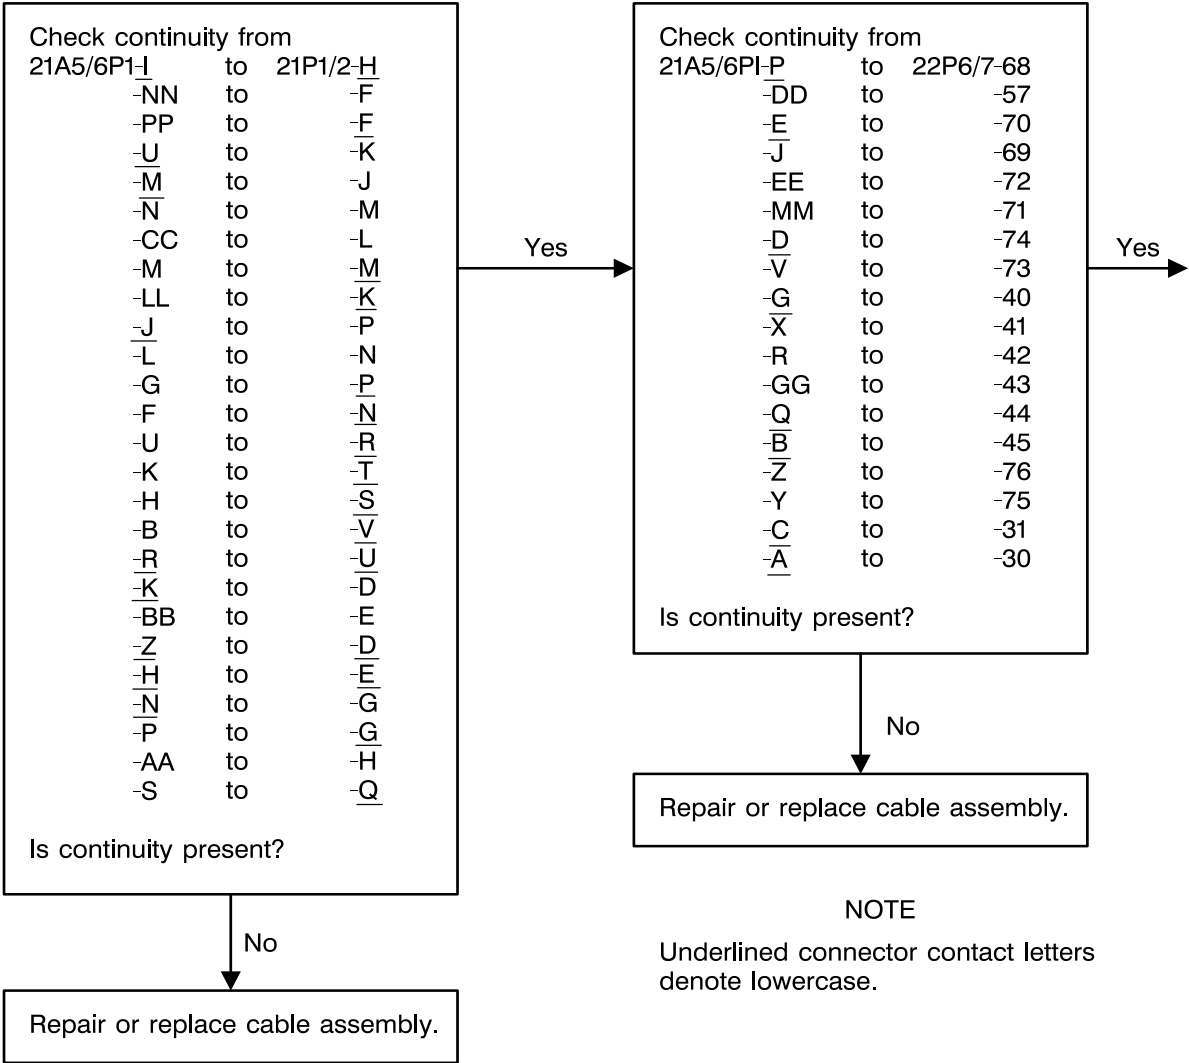 Check continuity from
21A5/6P1-I to 21P1/2-H
-NN to -F
-PP to -F
-U to -K
-M to -J
-N to -M
-CC to -L
-M to -M
-LL to -K
-J to -P
-L to -N
-G to -P
-F to -N
-U to -R
-K to -T
-H to -S
-B to -V
-R to -U
-K to -D
-BB to -E
-Z to -D
-H to -E
-N to -G
-P to -G
-AA to -H
-S to -Q
Is continuity present?
No
Repair or replace cable assembly.
Yes
Check continuity from
21A5/6PI-P to 22P6/7-68
-DD to -57
-E to -70
-J to -69
-EE to -72
-MM to -71
-D to -74
-V to -73
-G to -40
-X to -41
-R to -42
-GG to -43
-Q to -44
-B to -45
-Z to -76
-Y to -75
-C to -31
-A to -30
Is continuity present?
Yes
No
Repair or replace cable assembly.
NOTE
Underlined connector contact letters
denote lowercase.